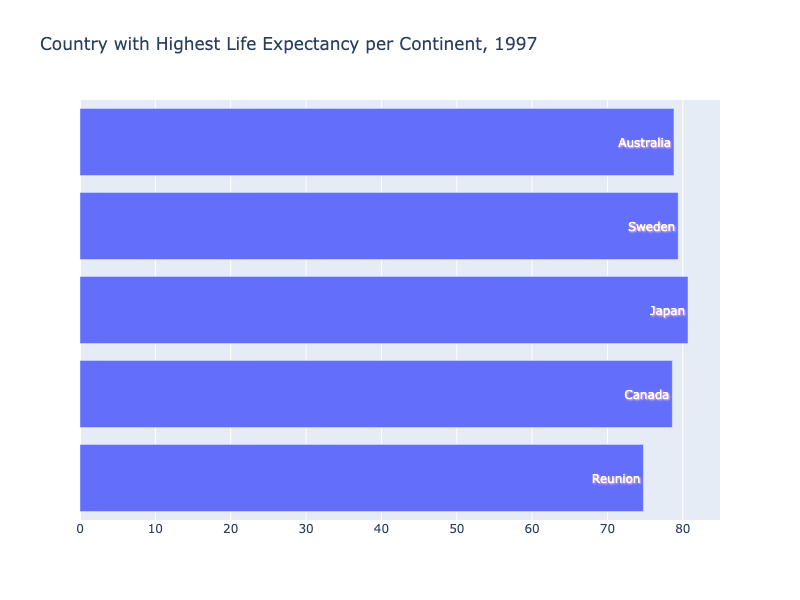 Country with Highest Life Expectancy per Continent, 1997
Australia
Sweden
Japan
Canada
Reunion
0 10 20 30 40 50 60 70 80